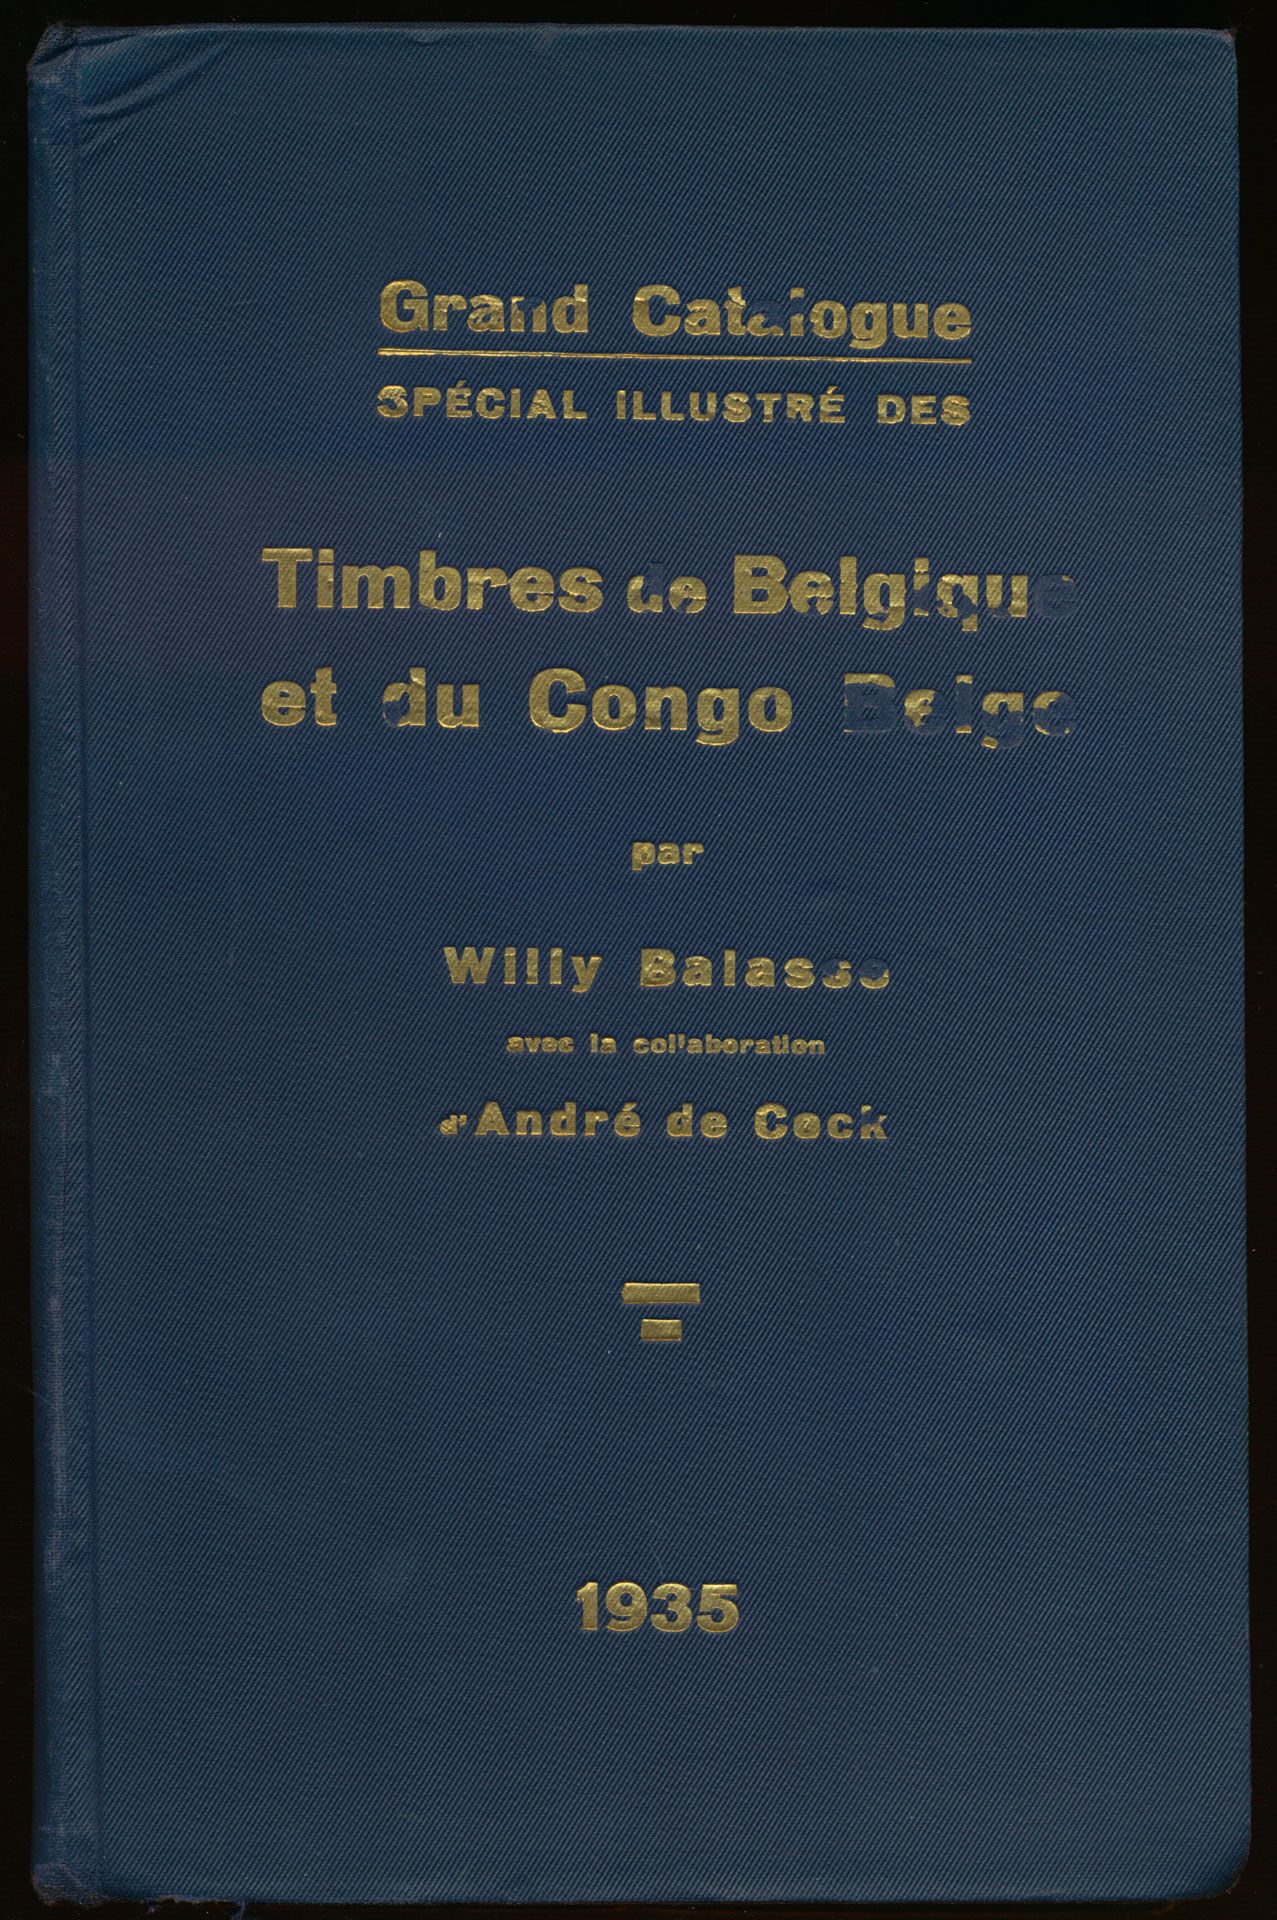 Grand Catalogue
SPÉCIAL ILLUSTRÉ DES
Timbres de Belgique
et du Congo Belge
par
Willy Balasse
avec la collaboration
d'André de Cock
1935